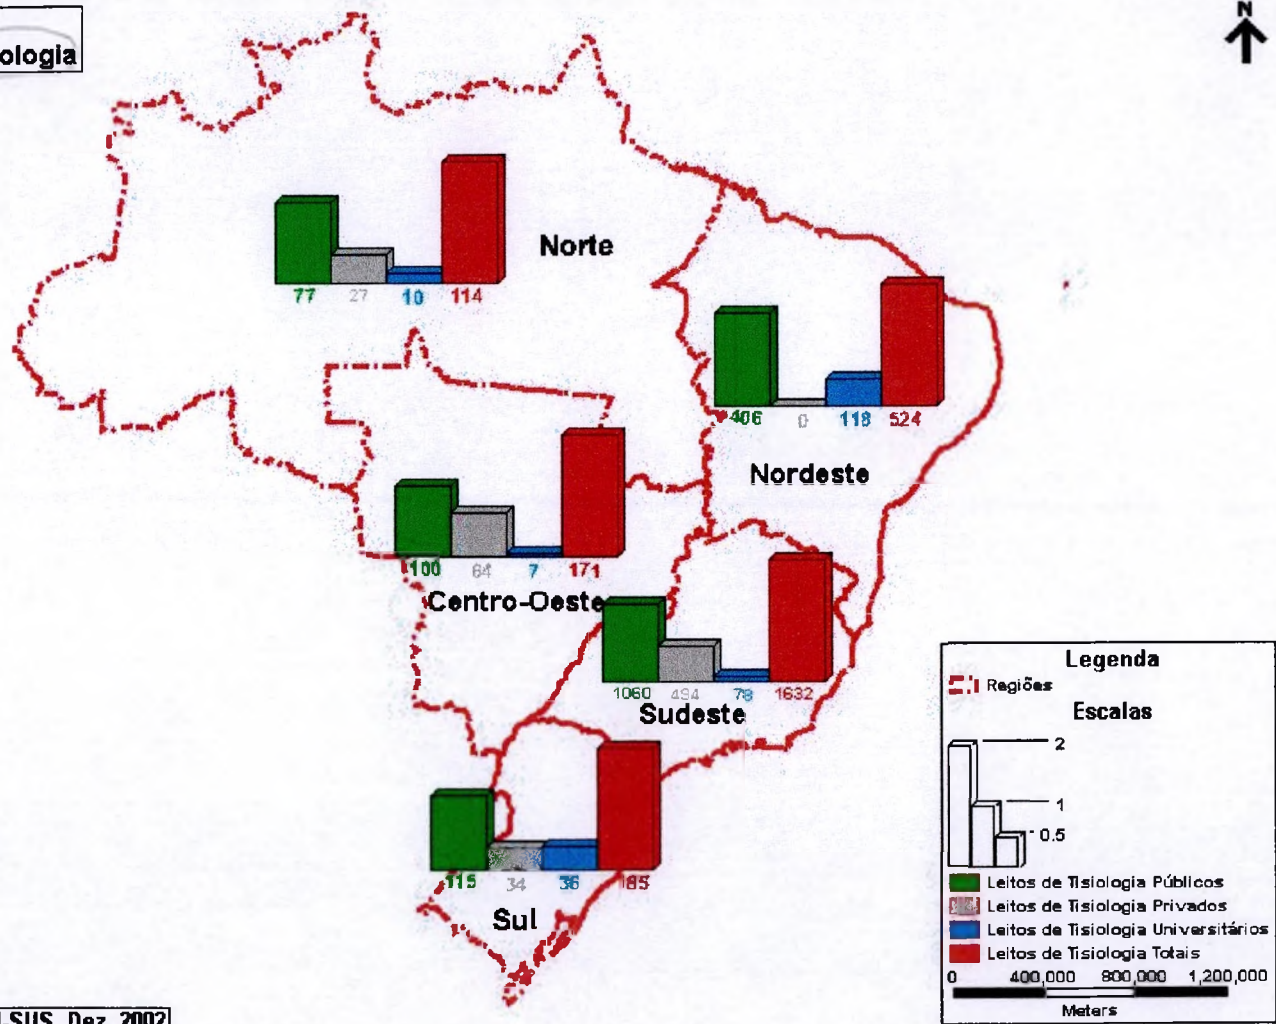 ologia
N
Norte
77 27 10 114
406 0 118 524
Nordeste
100 64 7 171
Centro-Oeste
1060 494 78 1632
Sudeste
115 34 36 185
Sul
Legenda
Regiões
Escalas
2
1
0.5
Leitos de Tisiologia Públicos
Leitos de Tisiologia Privados
Leitos de Tisiologia Universitários
Leitos de Tisiologia Totais
0 400,000 800,000 1,200,000
Meters
SUS, Dez, 2002